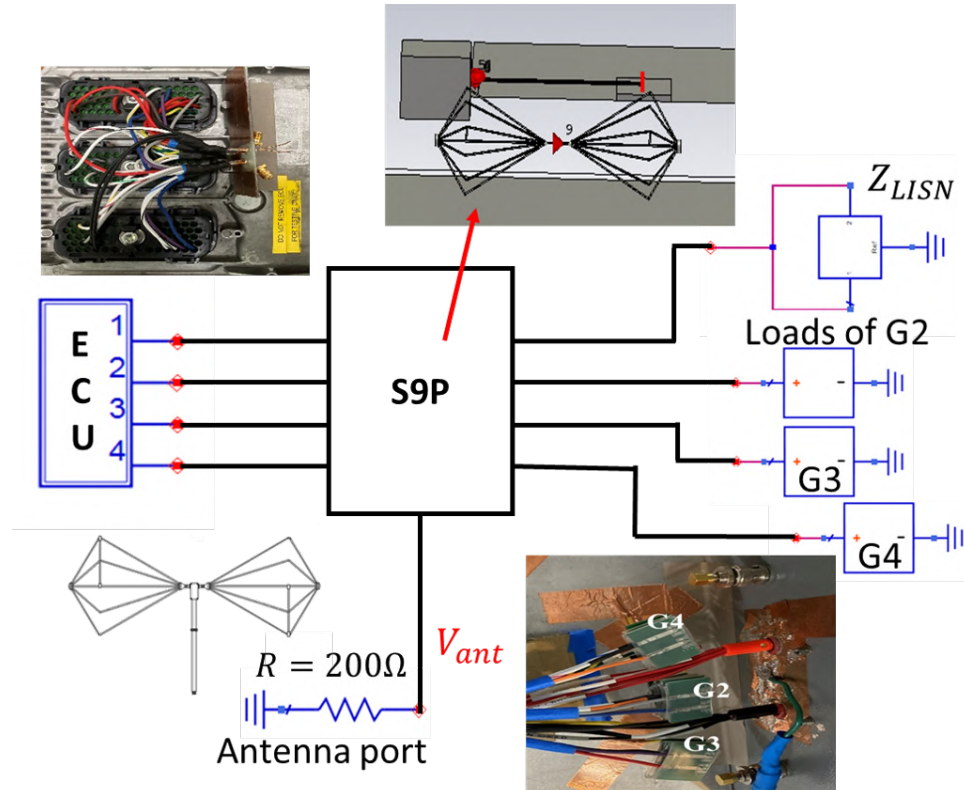 9
Z_LISN
2
Ref
1
E
C
U
1
2
3
4
S9P
Loads of G2
+ -
+ -
G3
+ -
G4
V_ant
R = 200Ω
Antenna port
G4
G2
G3